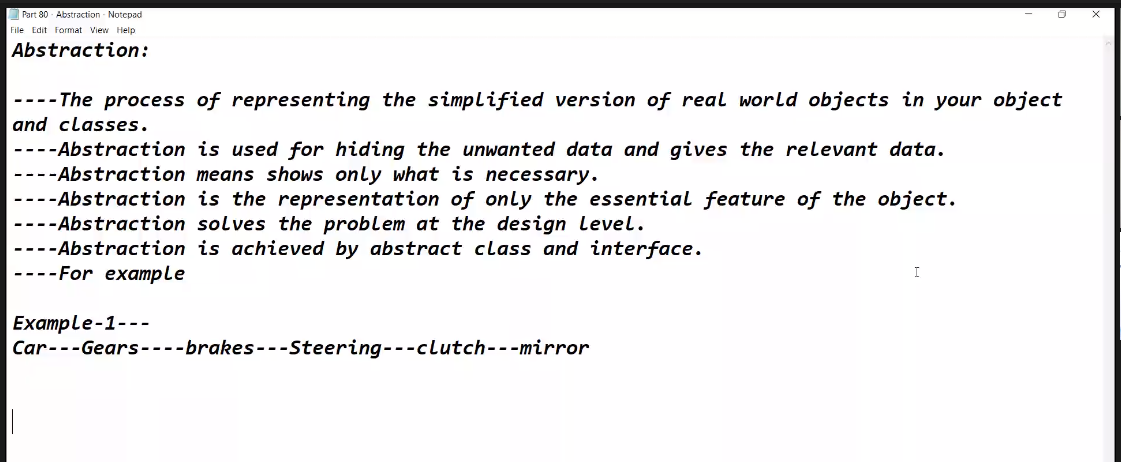 Part 80 - Abstraction - Notepad
File Edit Format View Help
Abstraction:
----The process of representing the simplified version of real world objects in your object
and classes.
----Abstraction is used for hiding the unwanted data and gives the relevant data.
----Abstraction means shows only what is necessary.
----Abstraction is the representation of only the essential feature of the object.
----Abstraction solves the problem at the design level.
----Abstraction is achieved by abstract class and interface.
----For example
Example-1---
Car---Gears----brakes---Steering---clutch---mirror